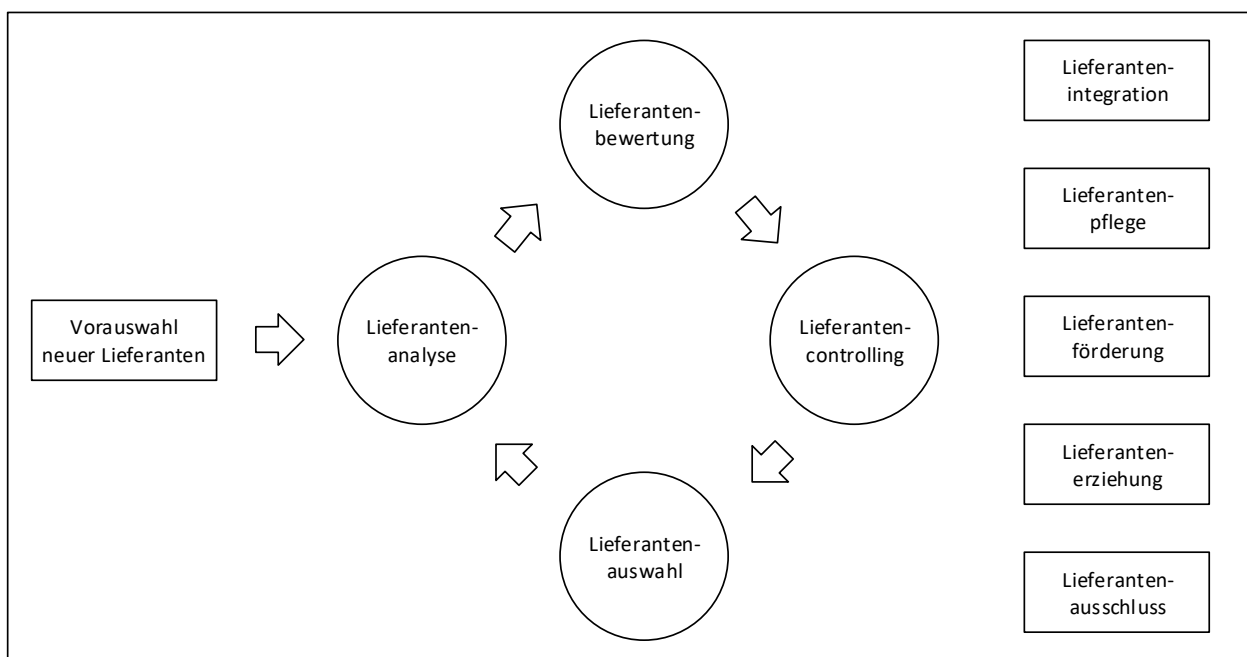 Vorauswahl
neuer Lieferanten
Lieferanten-
analyse
Lieferanten-
bewertung
Lieferanten-
controlling
Lieferanten-
auswahl
Lieferanten-
integration
Lieferanten-
pflege
Lieferanten-
förderung
Lieferanten-
erziehung
Lieferanten-
ausschluss